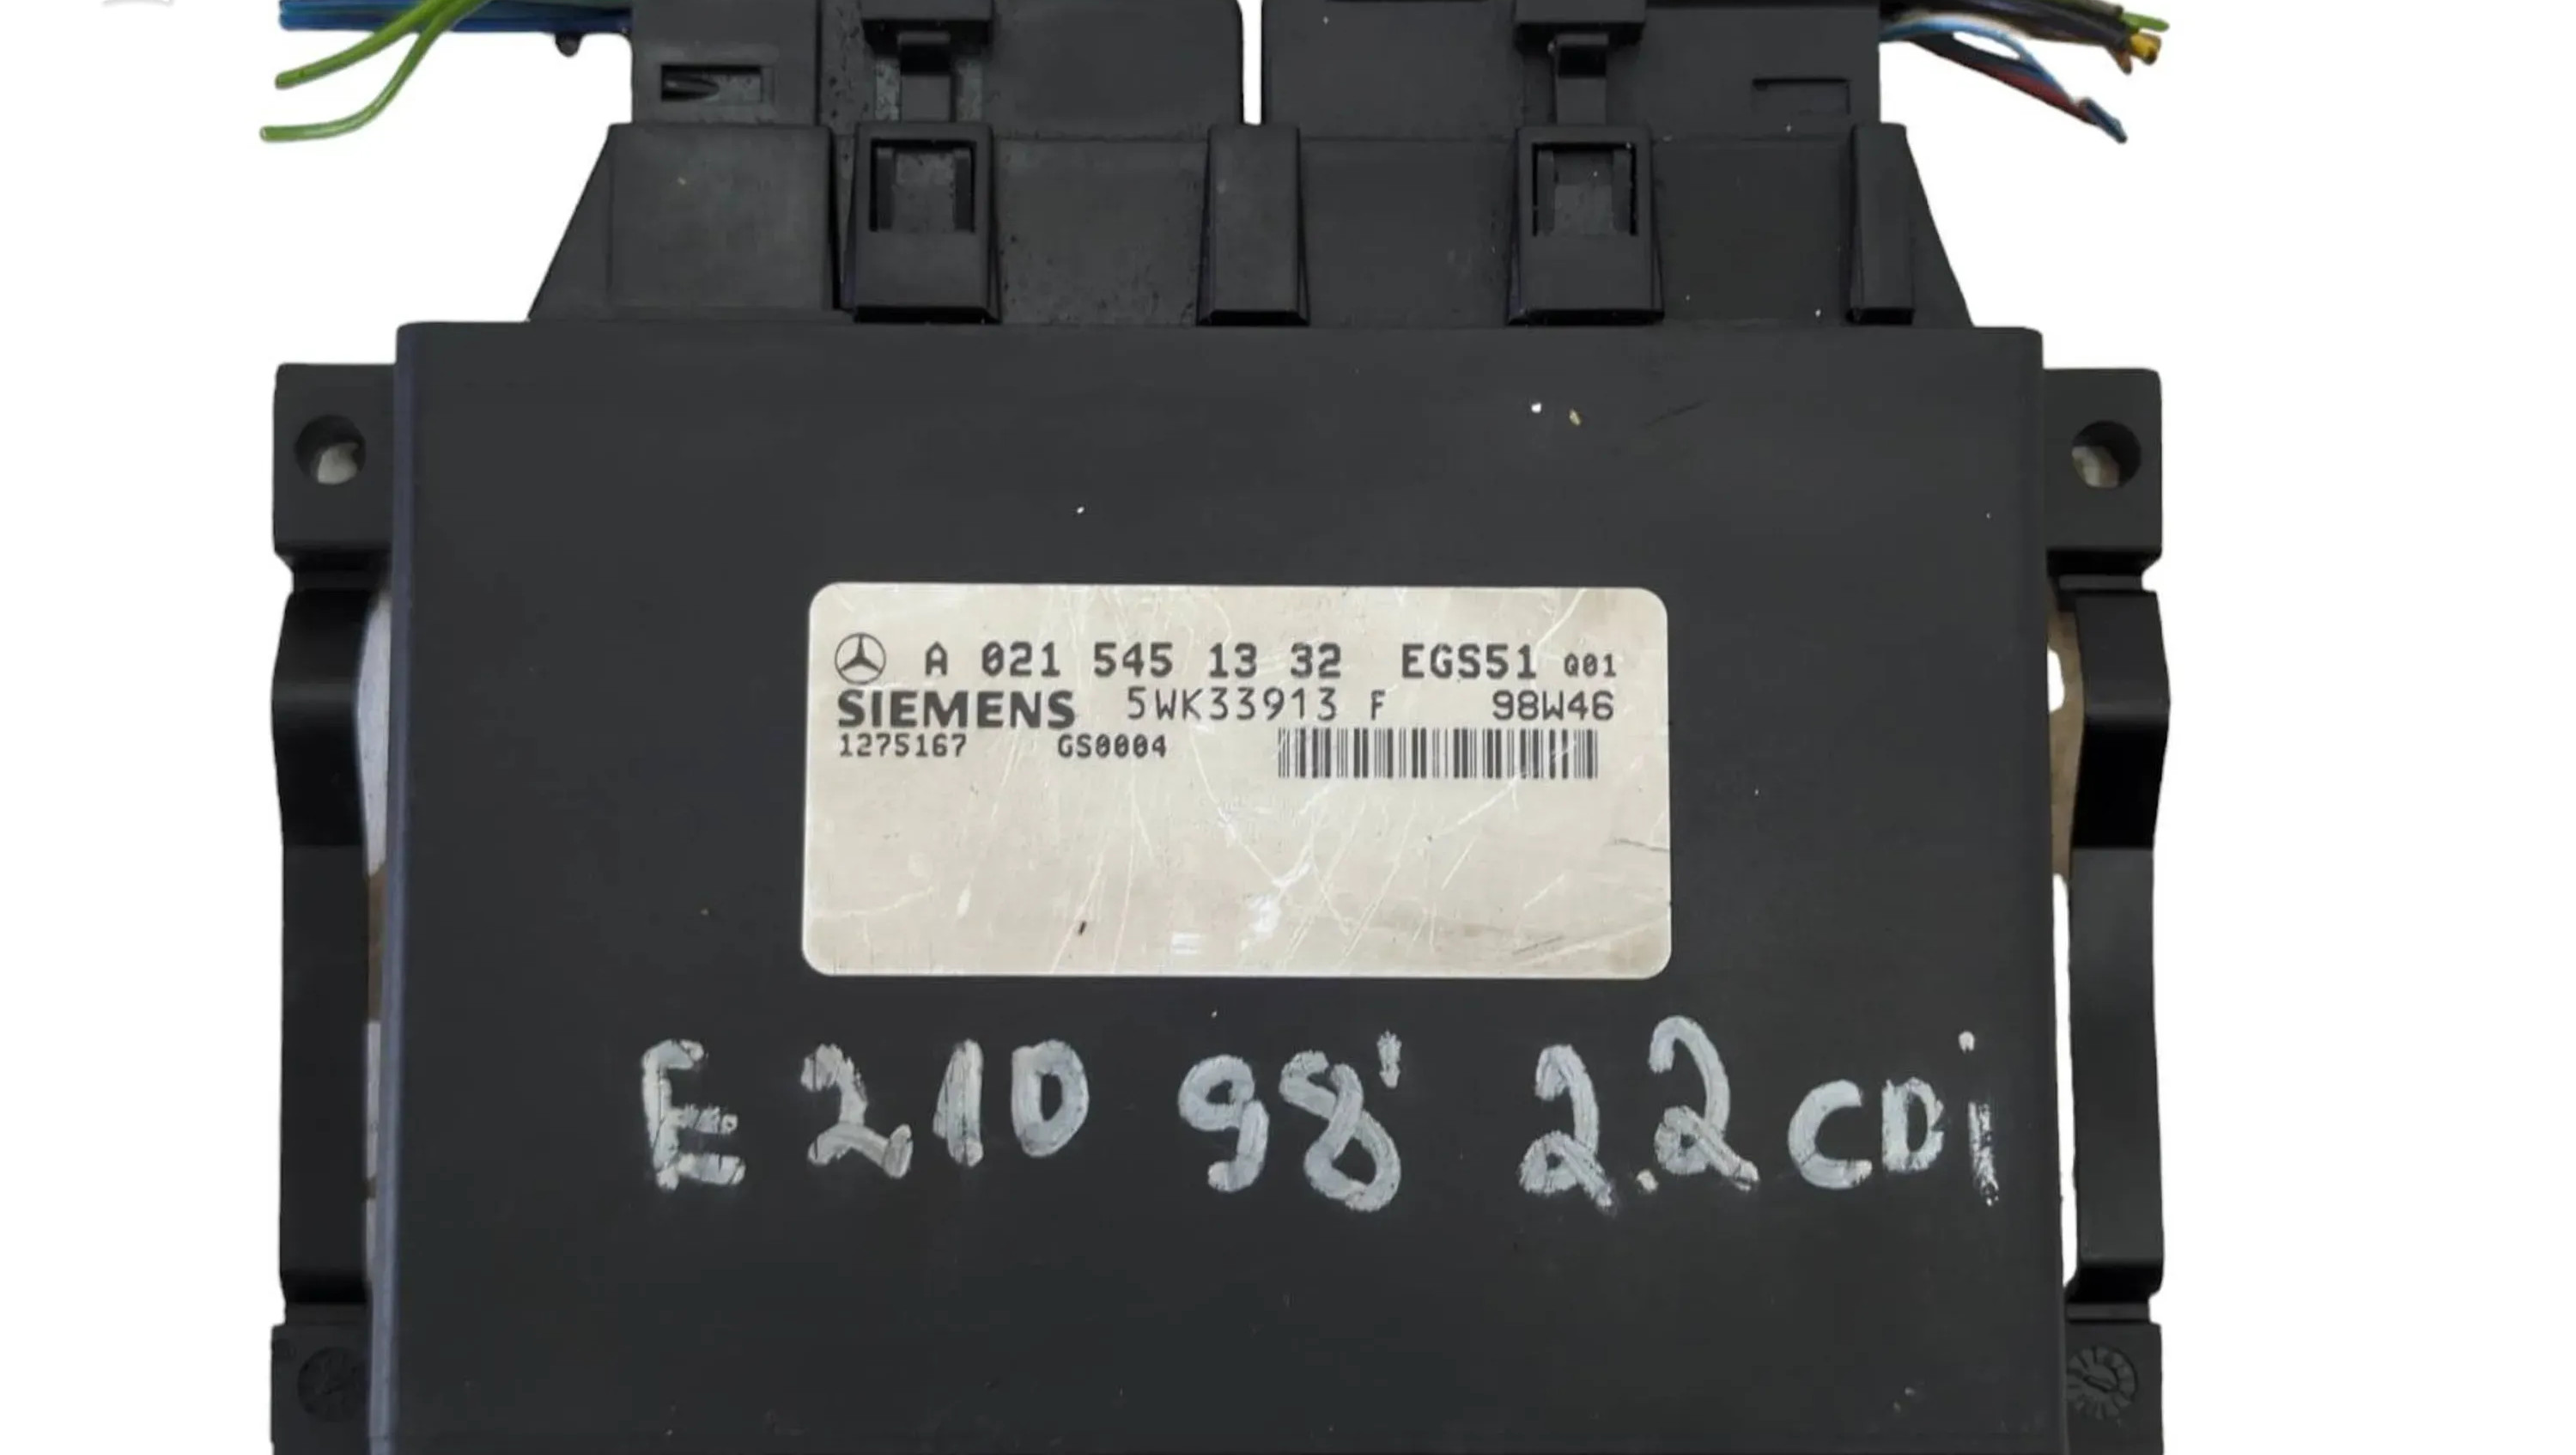 A 021 545 13 32 EGS51 Q01
SIEMENS 5WK33913 F 98W46
1275167 GS0004
E 210 98' 2.2 CDi